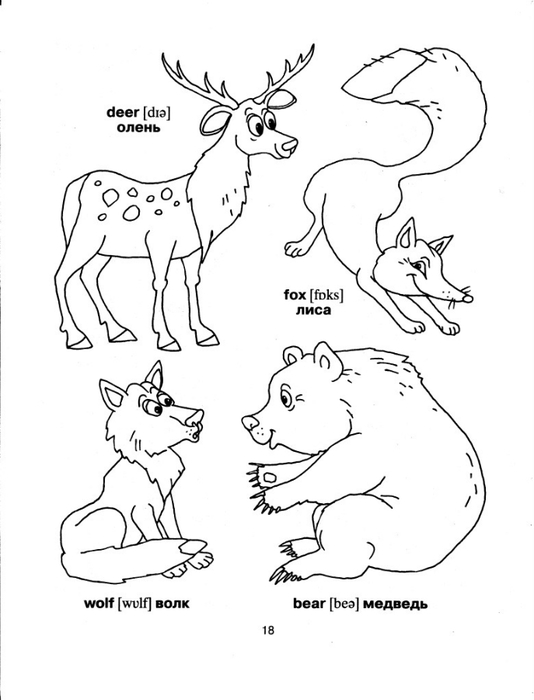 deer [dɪə]
олень
fox [fɒks]
лиса
wolf [wʊlf] волк
bear [beə] медведь
18